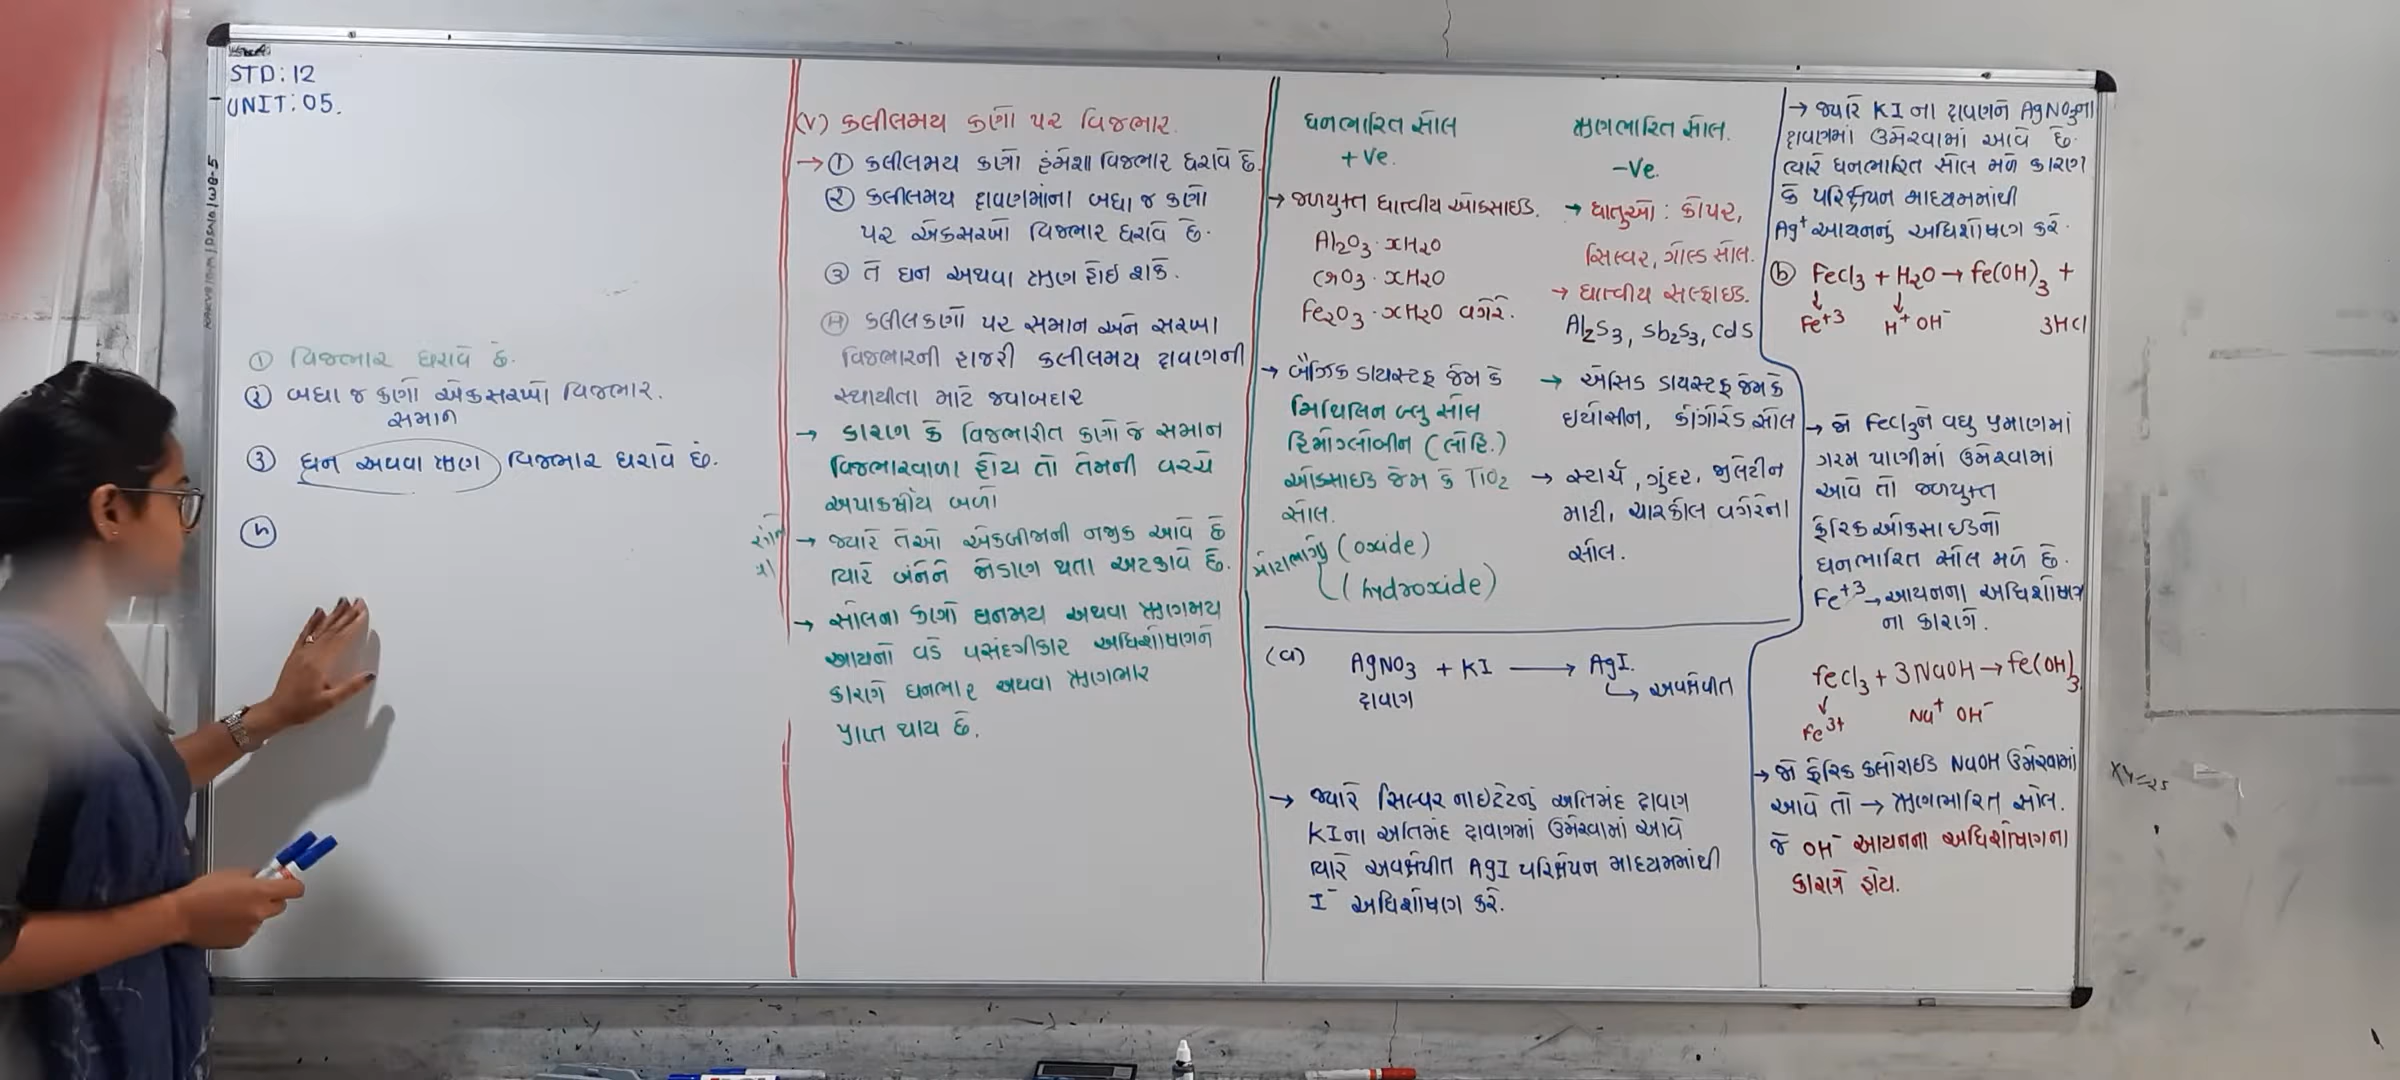 STD: 12
UNIT: 05.
① વિજભાર ધરાવે છે.
② બધા જ કણો એકસરખો વિજભાર.
સમાન
③ ધન અથવા ઋણ વિજભાર ધરાવે છે.
(V) કલીલમય કણો પર વિજભાર.
→ ① કલીલમય કણો હંમેશા વિજભાર ધરાવે છે.
② કલીલમય દ્રાવણમાંના બધા જ કણો
પર એકસરખો વિજભાર ધરાવે છે.
③ તે ધન અથવા ઋણ હોઈ શકે.
કલીલકણો પર સમાન અને સરખા
વિજભારની હાજરી કલીલમય દ્રાવણની
સ્થાયીતા માટે જવાબદાર
→ કારણ કે વિજભારીત કણો જે સમાન
વિજભારવાળા હોય તો તેમની વચ્ચે
અપાકર્ષીય બળો
→ જ્યારે તેઓ એકબીજાની નજીક આવે છે
ત્યારે બંનેને જોડાણ થતા અટકાવે છે.
→ સોલના કણો ધનમય અથવા ઋણમય
આયનો વડે પસંદગીકાર અધિશોષણને
કારણે ધનભાર અથવા ઋણભાર
પ્રાપ્ત થાય છે.
ધનભારિત સોલ
+ve.
→ જળયુક્ત ધાત્વીય ઓક્સાઇડ.
Al₂O₃·xH₂O
CrO₃·xH₂O
Fe₂O₃·xH₂O વગેરે.
→ બેઝિક ડાયસ્ટફ જેમ કે
મિથિલિન બ્લુ સોલ
હિમોગ્લોબીન (લોહિ.)
ઓક્સાઇડ જેમ કે TiO₂
સોલ.
મોટાભાગે (oxide)
(hydroxide)
ઋણભારિત સોલ.
-ve.
→ ધાતુઓ : કોપર,
સિલ્વર, ગોલ્ડ સોલ.
→ ધાત્વીય સલ્ફાઇડ.
Al₂S₃, Sb₂S₃, Cds
→ એસિડ ડાયસ્ટફ જેમ કે
ઇયોસીન, કોંગોરેડ સોલ
→ સ્ટાર્ચ, ગુંદર, જીલેટીન
માટી, ચારકોલ વગેરેના
સોલ.
(a) AgNO₃ + KI ⟶ AgI.
દ્રાવણ ↳ અવક્ષેપીત
→ જ્યારે સિલ્વર નાઇટ્રેટનું અતિમંદ દ્રાવણ
KIના અતિમંદ દ્રાવણમાં ઉમેરવામાં આવે
ત્યારે અવક્ષેપીત AgI પરિક્ષેપન માધ્યમમાંથી
I⁻ અધિશોષણ કરે.
→ જ્યારે KI ના દ્રાવણને AgNO₃ના
દ્રાવણમાં ઉમેરવામાં આવે છે.
ત્યારે ધનભારિત સોલ મળે કારણ
કે પરિક્ષેપન માધ્યમમાંથી
Ag⁺ આયનનું અધિશોષણ કરે.
(b) FeCl₃ + H₂O → Fe(OH)₃ +
Fe⁺³ H⁺ OH⁻ 3HCl
→ જો FeCl₃ને વધુ પ્રમાણમાં
ગરમ પાણીમાં ઉમેરવામાં
આવે તો જળયુક્ત
ફેરિક ઓક્સાઇડનો
ધનભારિત સોલ મળે છે.
Fe⁺³ → આયનના અધિશોષણ
ના કારણે.
FeCl₃ + 3NaOH → Fe(OH)₃
Fe³⁺ Na⁺ OH⁻
→ જો ફેરિક ક્લોરાઇડ NaOH ઉમેરવામાં
આવે તો → ઋણભારિત સોલ.
જે OH⁻ આયનના અધિશોષણના
કારણે હોય.